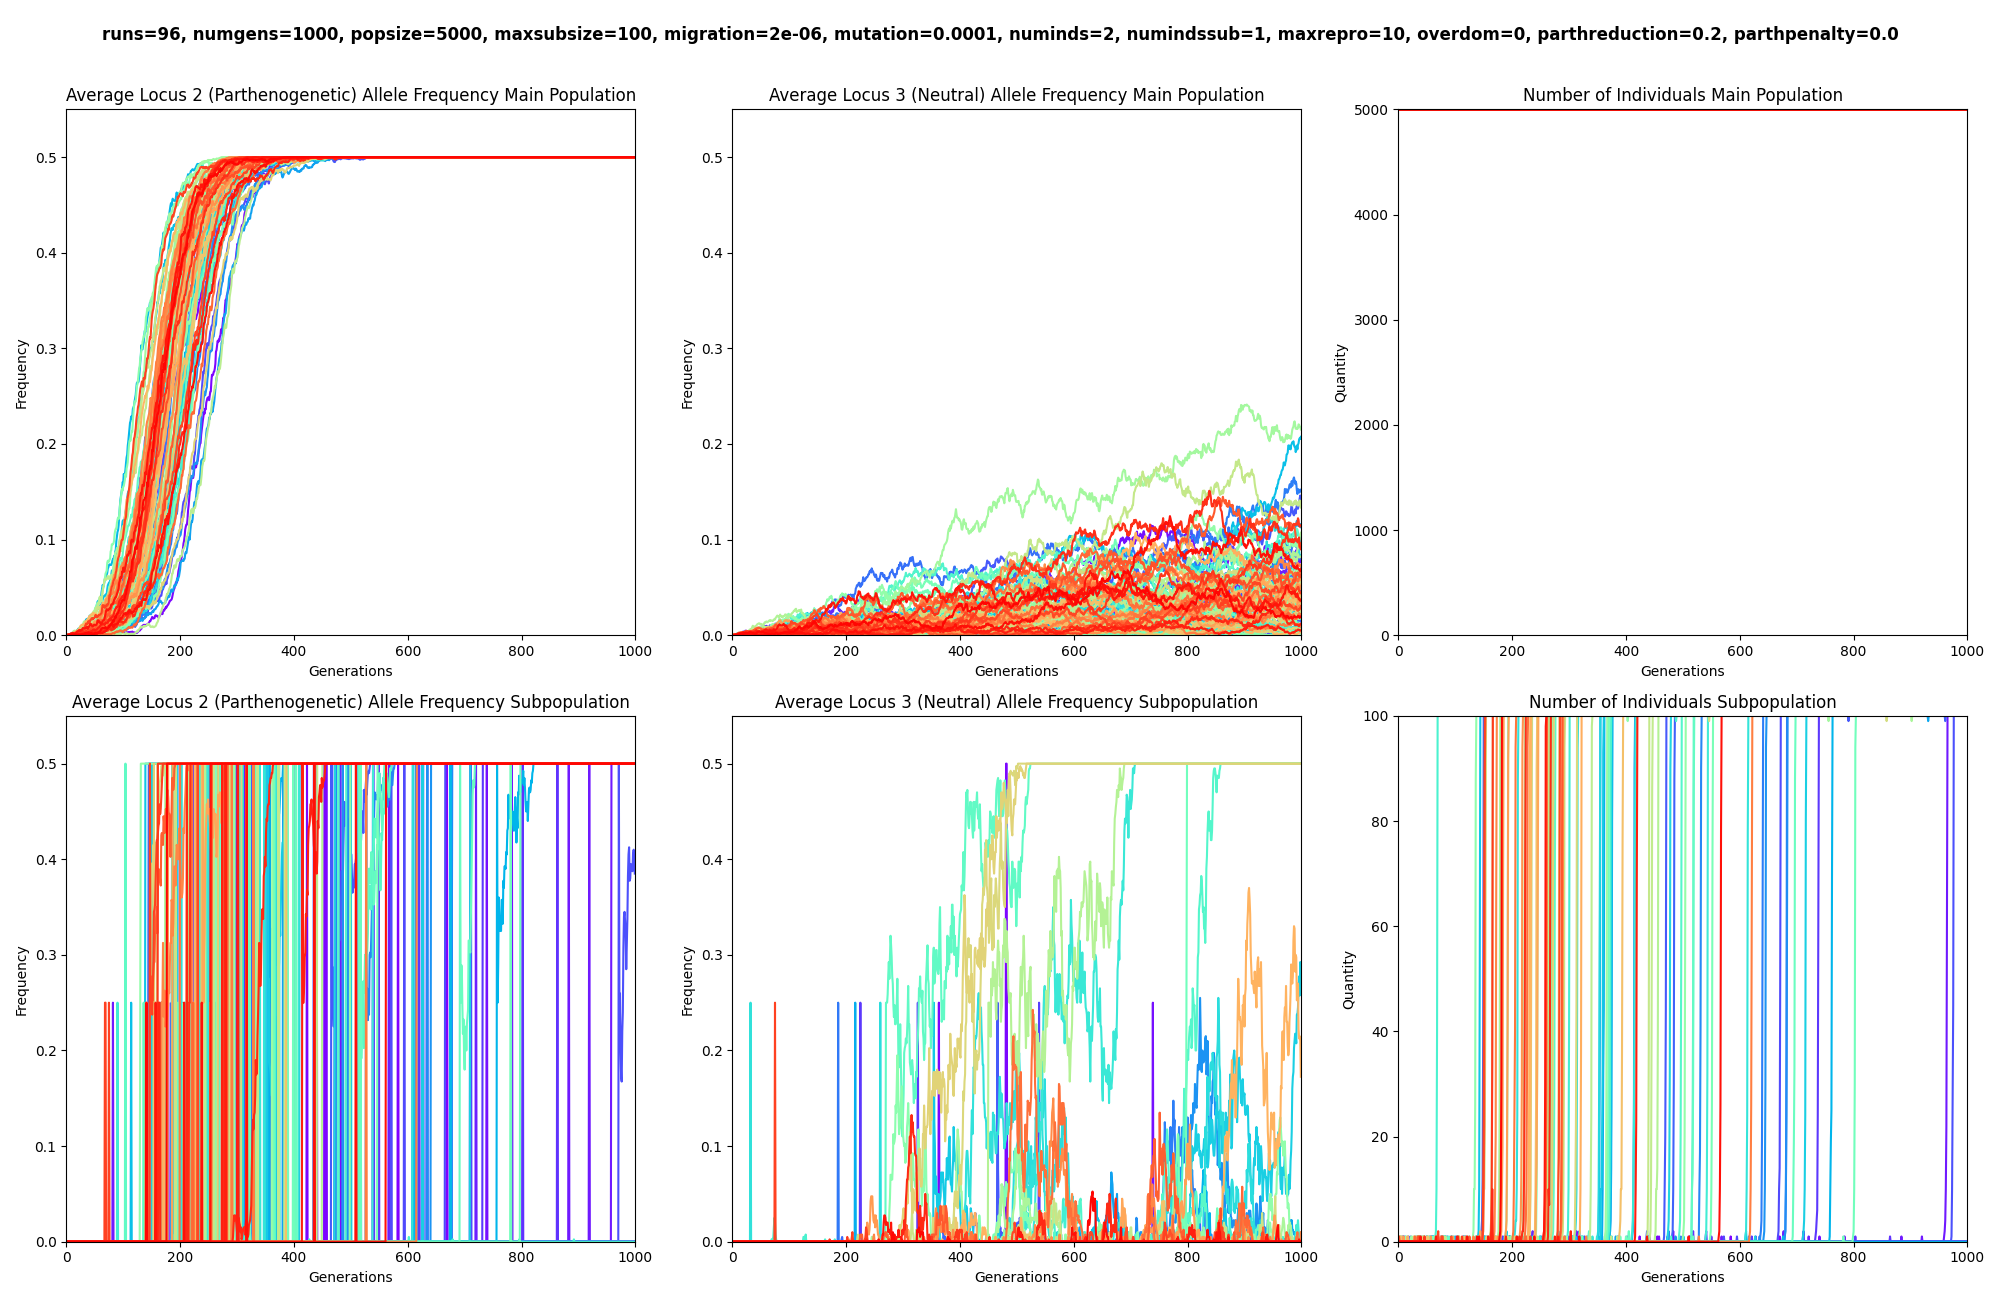 runs=96, numgens=1000, popsize=5000, maxsubsize=100, migration=2e-06, mutation=0.0001, numinds=2, numindssub=1, maxrepro=10, overdom=0, parthreduction=0.2, parthpenalty=0.0
Average Locus 2 (Parthenogenetic) Allele Frequency Main Population
Frequency
0.5
0.4
0.3
0.2
0.1
0.0
0 200 400 600 800 1000
Generations
Average Locus 3 (Neutral) Allele Frequency Main Population
Frequency
0.5
0.4
0.3
0.2
0.1
0.0
0 200 400 600 800 1000
Generations
Number of Individuals Main Population
Quantity
5000
4000
3000
2000
1000
0
0 200 400 600 800 1000
Generations
Average Locus 2 (Parthenogenetic) Allele Frequency Subpopulation
Frequency
0.5
0.4
0.3
0.2
0.1
0.0
0 200 400 600 800 1000
Generations
Average Locus 3 (Neutral) Allele Frequency Subpopulation
Frequency
0.5
0.4
0.3
0.2
0.1
0.0
0 200 400 600 800 1000
Generations
Number of Individuals Subpopulation
Quantity
100
80
60
40
20
0
0 200 400 600 800 1000
Generations